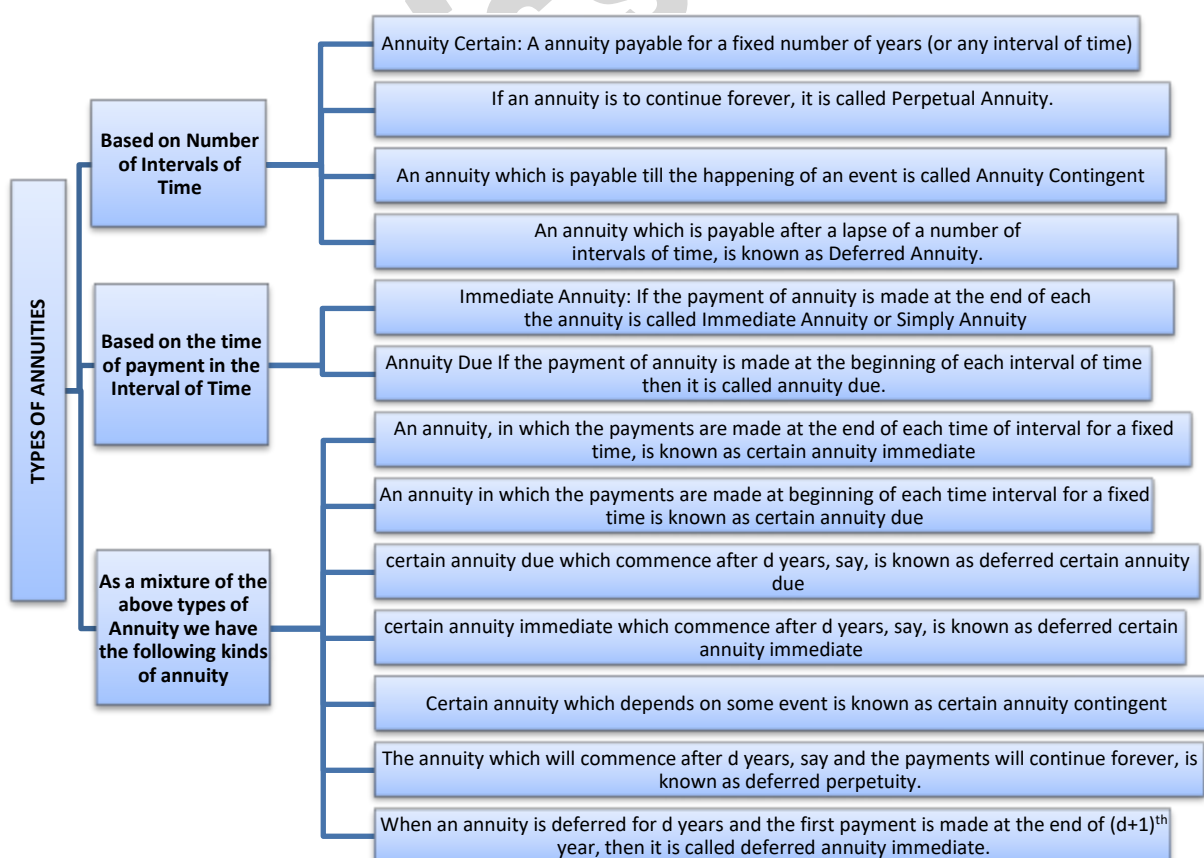 TYPES OF ANNUITIES
Based on Number
of Intervals of
Time
Annuity Certain: A annuity payable for a fixed number of years (or any interval of time)
If an annuity is to continue forever, it is called Perpetual Annuity.
An annuity which is payable till the happening of an event is called Annuity Contingent
An annuity which is payable after a lapse of a number of
intervals of time, is known as Deferred Annuity.
Based on the time
of payment in the
Interval of Time
Immediate Annuity: If the payment of annuity is made at the end of each
the annuity is called Immediate Annuity or Simply Annuity
Annuity Due If the payment of annuity is made at the beginning of each interval of time
then it is called annuity due.
As a mixture of the
above types of
Annuity we have
the following kinds
of annuity
An annuity, in which the payments are made at the end of each time of interval for a fixed
time, is known as certain annuity immediate
An annuity in which the payments are made at beginning of each time interval for a fixed
time is known as certain annuity due
certain annuity due which commence after d years, say, is known as deferred certain annuity
due
certain annuity immediate which commence after d years, say, is known as deferred certain
annuity immediate
Certain annuity which depends on some event is known as certain annuity contingent
The annuity which will commence after d years, say and the payments will continue forever, is
known as deferred perpetuity.
When an annuity is deferred for d years and the first payment is made at the end of (d+1)th
year, then it is called deferred annuity immediate.